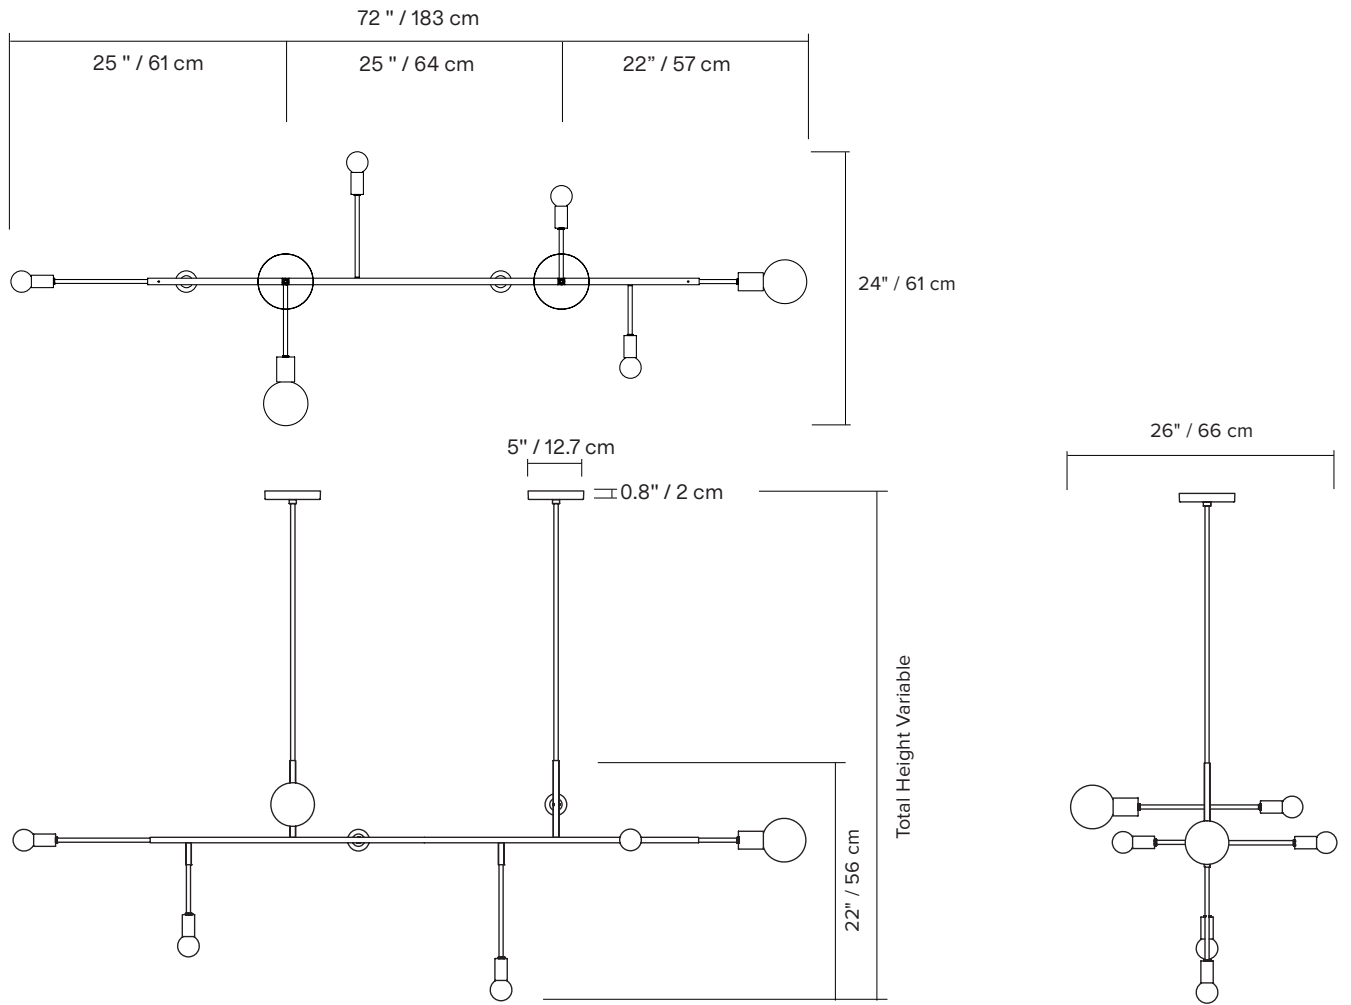 72 " / 183 cm
25 " / 61 cm
25 " / 64 cm
22” / 57 cm
24" / 61 cm
5" / 12.7 cm
0.8" / 2 cm
26" / 66 cm
Total Height Variable
22" / 56 cm